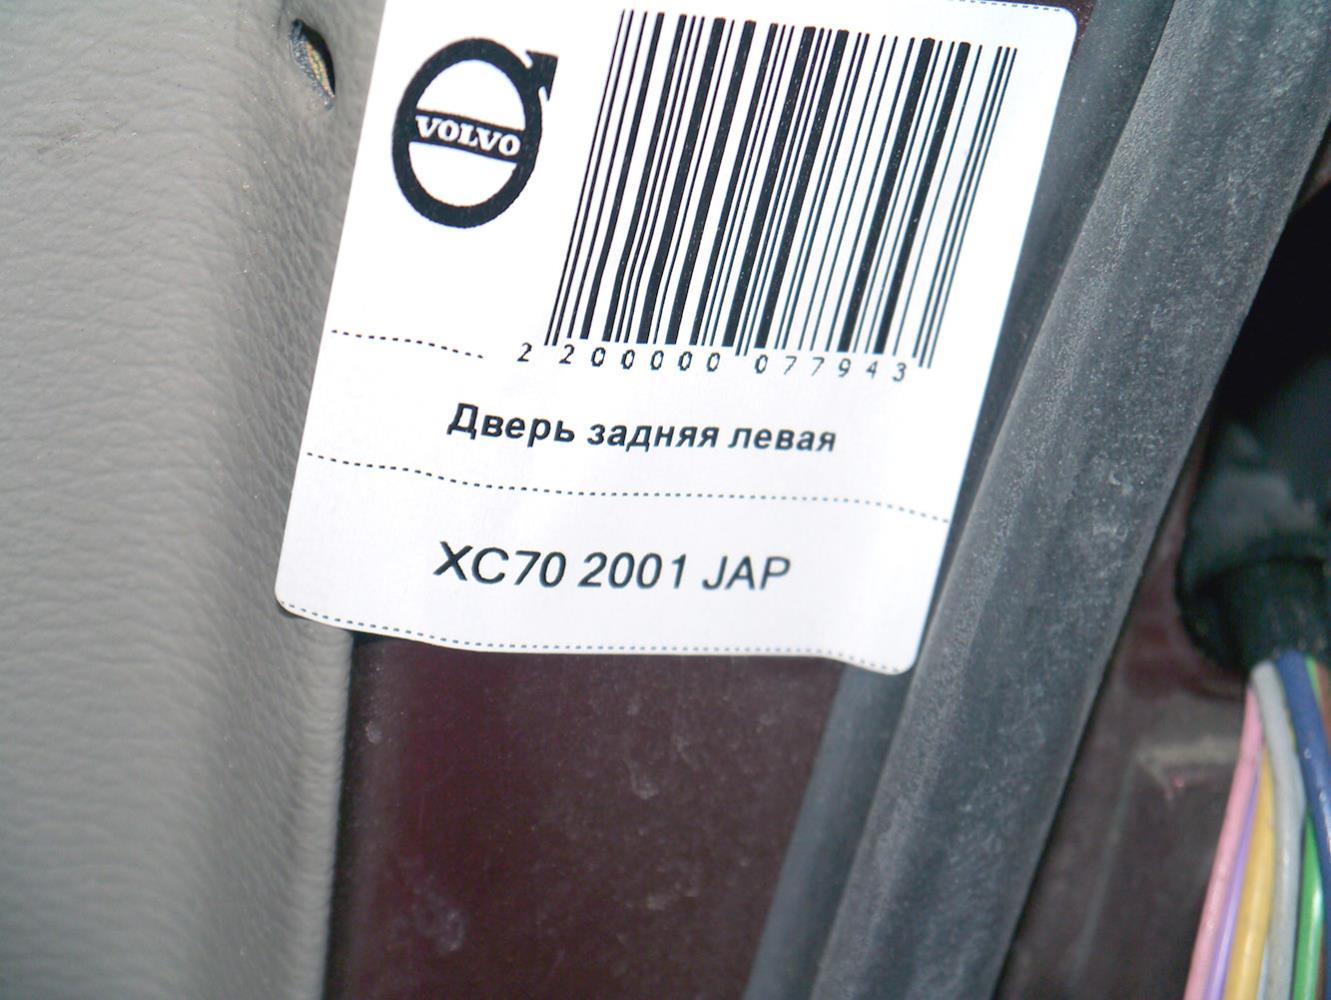 VOLVO
2 200000 077943
Дверь задняя левая
XC70 2001 JAP